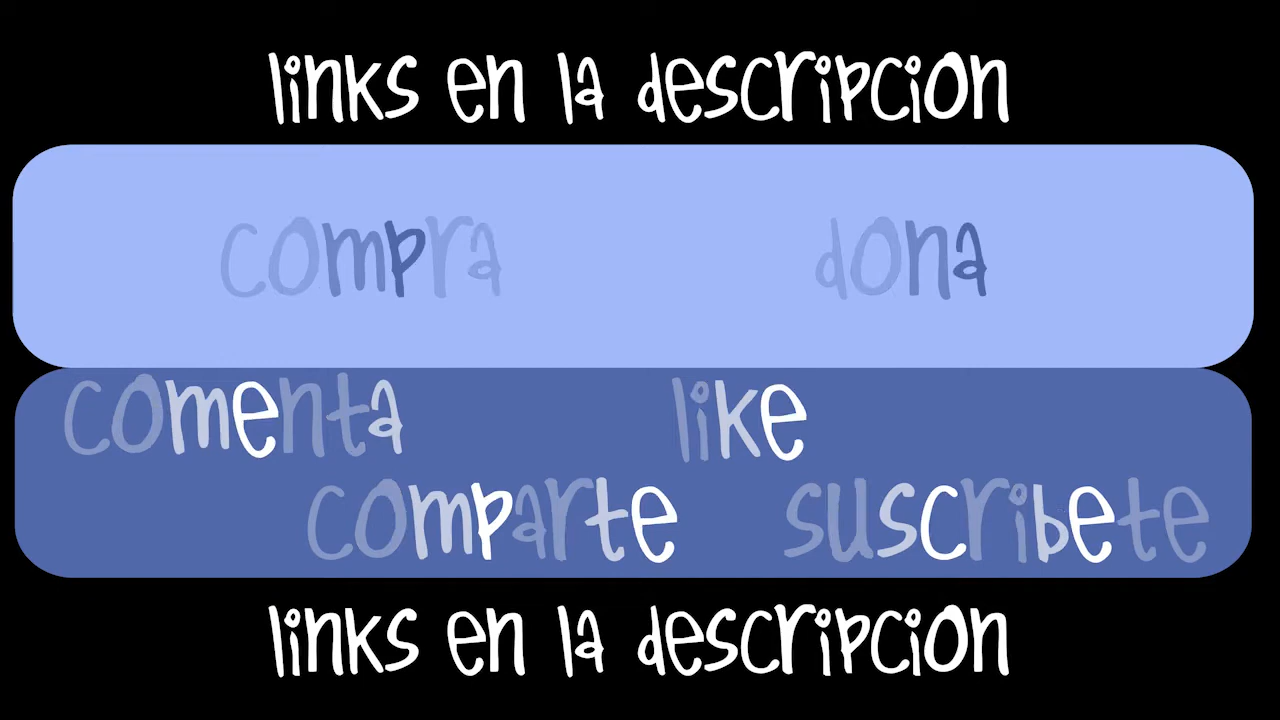 links en la descripcion
compra dona
comenta like
comparte suscribete
links en la descripcion